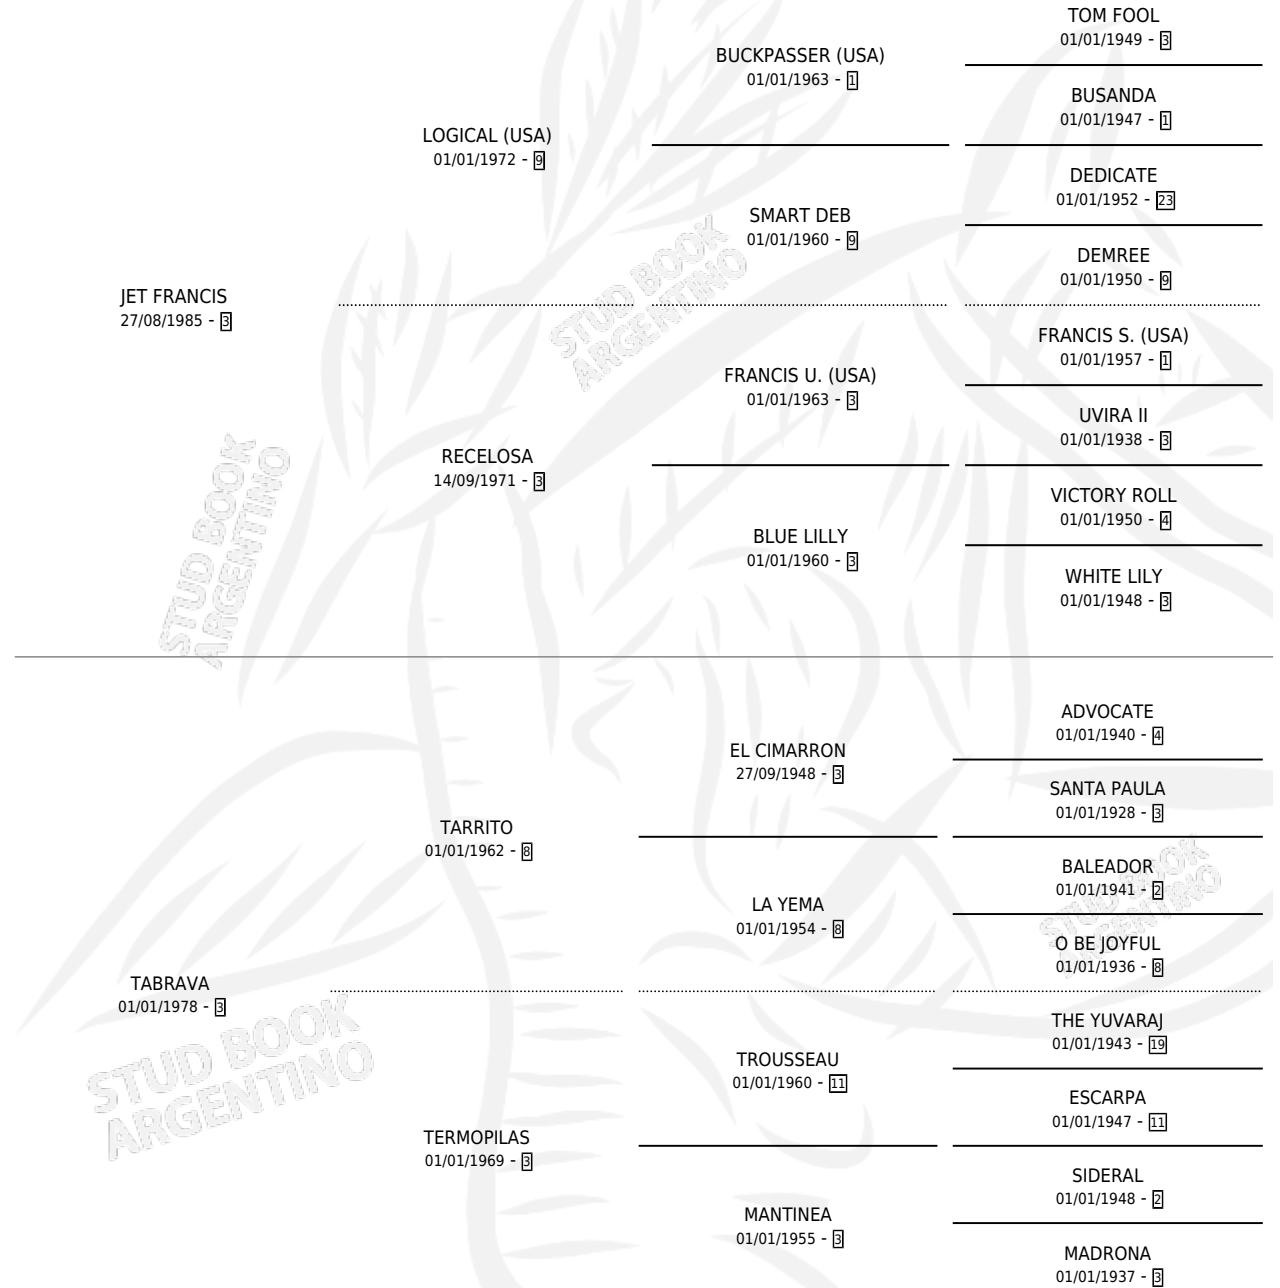 TOM FOOL
01/01/1949 - 3
BUCKPASSER (USA)
01/01/1963 - 1
BUSANDA
01/01/1947 - 1
LOGICAL (USA)
01/01/1972 - 9
DEDICATE
01/01/1952 - 23
SMART DEB
01/01/1960 - 9
DEMREE
01/01/1950 - 9
JET FRANCIS
27/08/1985 - 3
FRANCIS S. (USA)
01/01/1957 - 1
FRANCIS U. (USA)
01/01/1963 - 3
UVIRA II
01/01/1938 - 3
RECELOSA
14/09/1971 - 3
VICTORY ROLL
01/01/1950 - 4
BLUE LILLY
01/01/1960 - 3
WHITE LILY
01/01/1948 - 3
ADVOCATE
01/01/1940 - 4
EL CIMARRON
27/09/1948 - 3
SANTA PAULA
01/01/1928 - 3
TARRITO
01/01/1962 - 8
BALEADOR
01/01/1941 - 2
LA YEMA
01/01/1954 - 8
O BE JOYFUL
01/01/1936 - 8
TABRAVA
01/01/1978 - 3
THE YUVARAJ
01/01/1943 - 19
TROUSSEAU
01/01/1960 - 11
ESCARPA
01/01/1947 - 11
TERMOPILAS
01/01/1969 - 3
SIDERAL
01/01/1948 - 2
MANTINEA
01/01/1955 - 3
MADRONA
01/01/1937 - 3
STUD BOOK
ARGENTINO
STUD BOOK
ARGENTINO
STUD BOOK
ARGENTINO
STUD BOOK
ARGENTINO